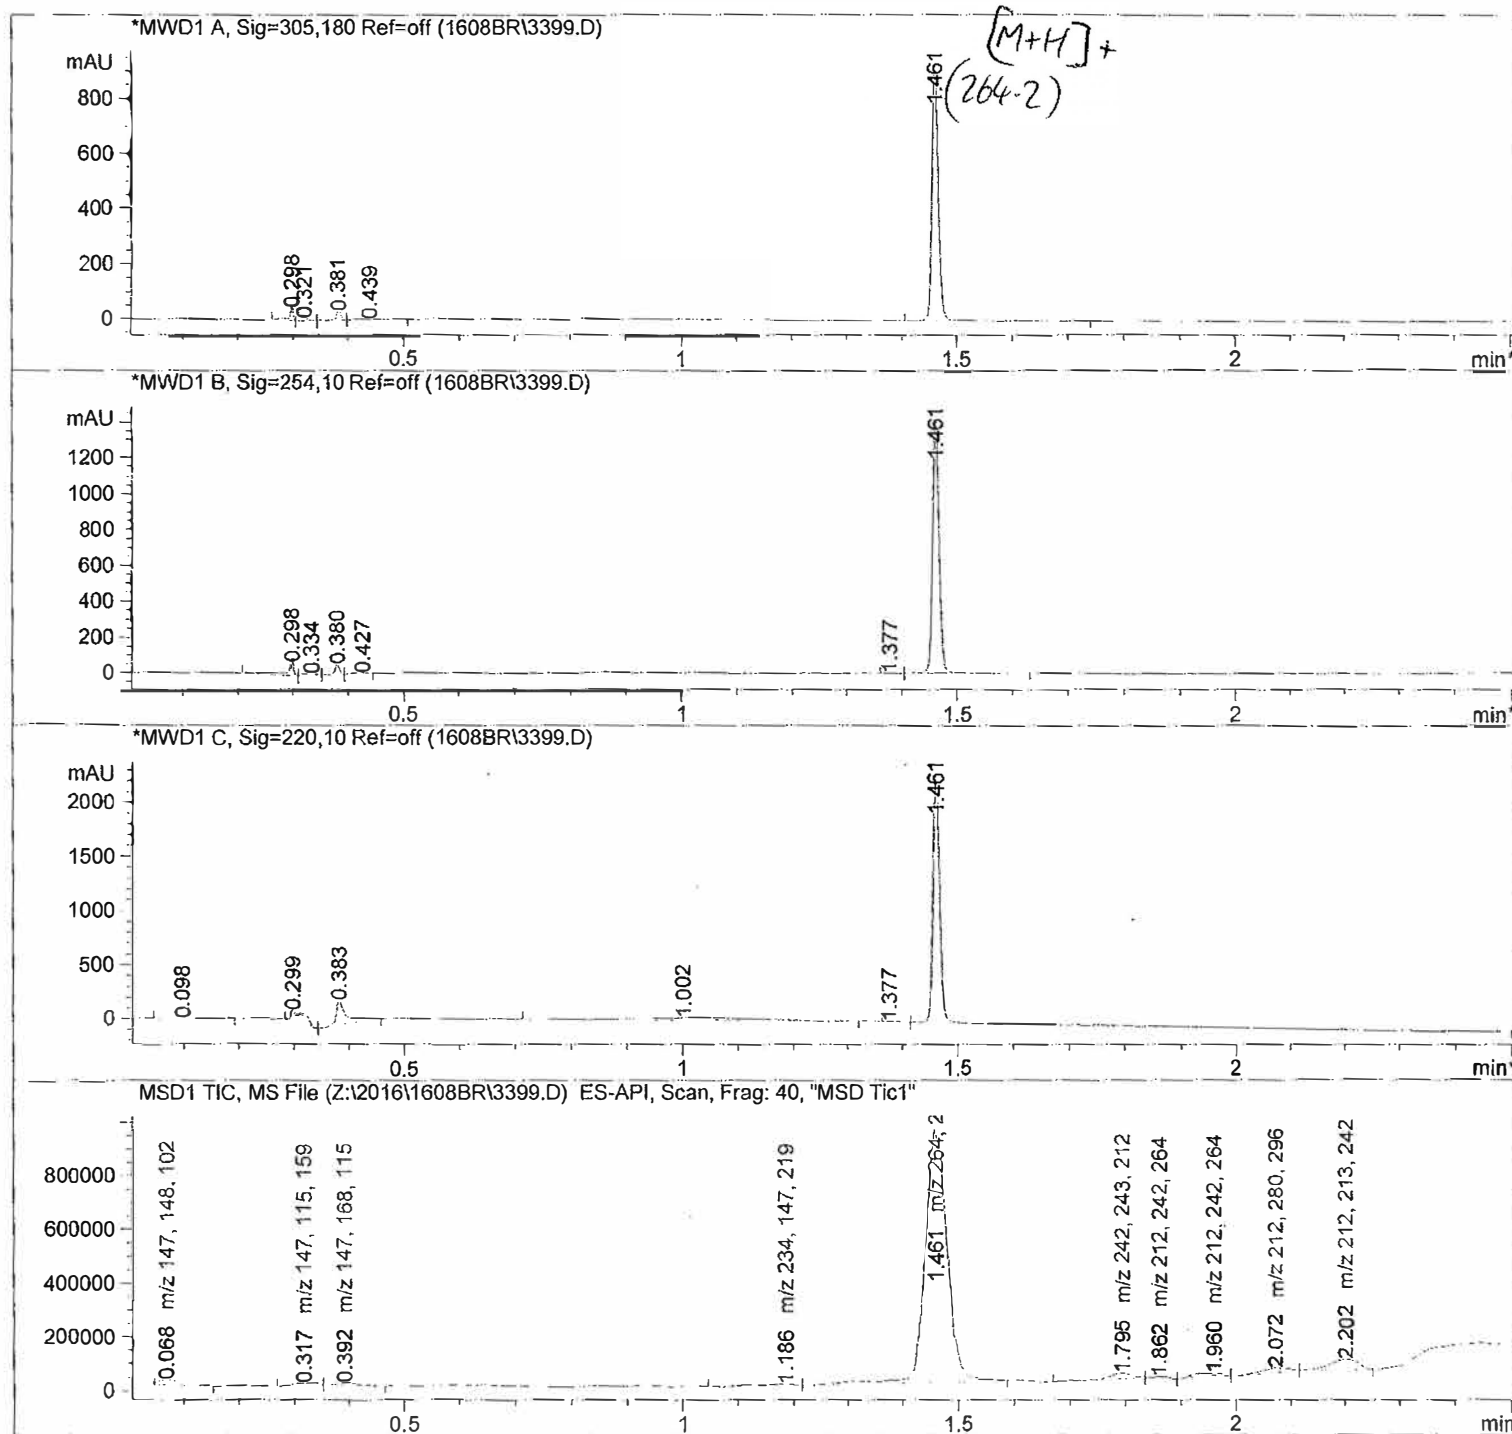 *MWD1 A, Sig=305,180 Ref=off (1608BR\3399.D)
[M+H]+
(264.2)
mAU
800
600
400
200
0
0.298
0.321
0.381
0.439
1.461
0.5 1 1.5 2 min
*MWD1 B, Sig=254,10 Ref=off (1608BR\3399.D)
mAU
1200
1000
800
600
400
200
0
0.298
0.334
0.380
0.427
1.377
1.461
0.5 1 1.5 2 min
*MWD1 C, Sig=220,10 Ref=off (1608BR\3399.D)
mAU
2000
1500
1000
500
0
0.098
0.299
0.383
1.002
1.377
1.461
0.5 1 1.5 2 min
MSD1 TIC, MS File (Z:\2016\1608BR\3399.D) ES-API, Scan, Frag: 40, "MSD Tic1"
800000
600000
400000
200000
0
0.068 m/z 147, 148, 102
0.317 m/z 147, 115, 159
0.392 m/z 147, 168, 115
1.186 m/z 234, 147, 219
1.461 m/z 264, 2
1.795 m/z 242, 243, 212
1.862 m/z 212, 242, 264
1.960 m/z 212, 242, 264
2.072 m/z 212, 280, 296
2.202 m/z 212, 213, 242
0.5 1 1.5 2 min